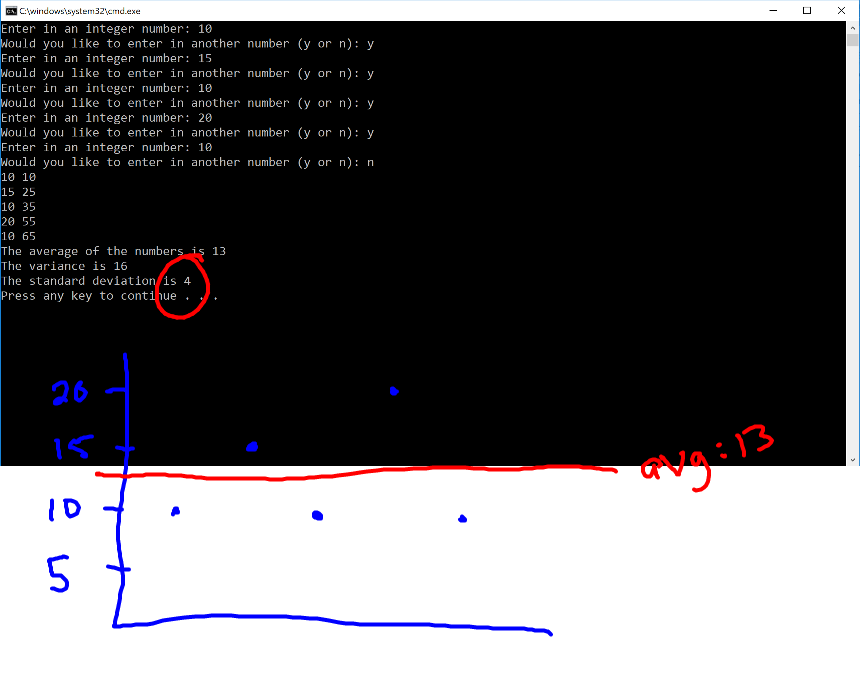 C:\windows\system32\cmd.exe
Enter in an integer number: 10
Would you like to enter in another number (y or n): y
Enter in an integer number: 15
Would you like to enter in another number (y or n): y
Enter in an integer number: 10
Would you like to enter in another number (y or n): y
Enter in an integer number: 20
Would you like to enter in another number (y or n): y
Enter in an integer number: 10
Would you like to enter in another number (y or n): n
10 10
15 25
10 35
20 55
10 65
The average of the numbers is 13
The variance is 16
The standard deviation is 4
Press any key to continue . . .
20
15
avg: 13
10
5